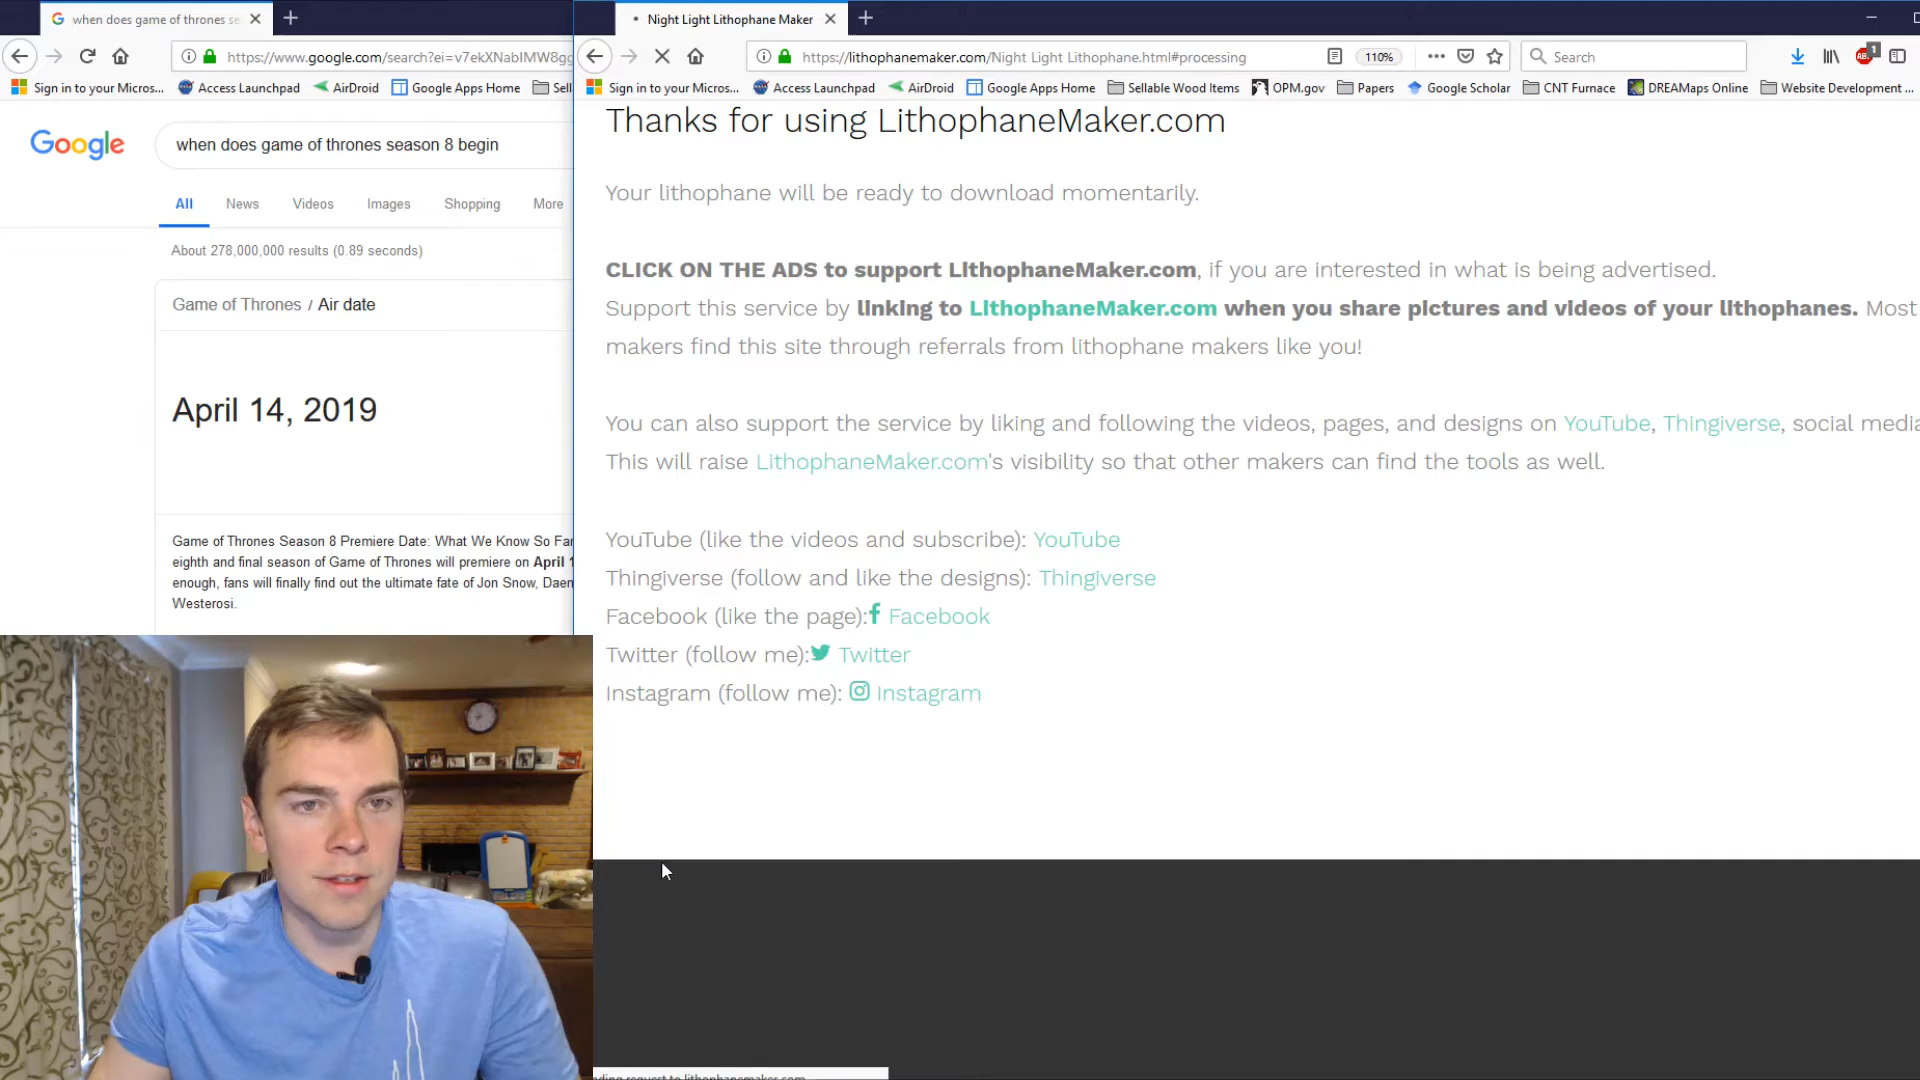 when does game of thrones se
Night Light Lithophane Maker
https://www.google.com/search?ei=v7ekXNabIMW8gg
https://lithophanemaker.com/Night Light Lithophane.html#processing
110%
Search
1
Sign in to your Micros...
Access Launchpad
AirDroid
Google Apps Home
Sell
Sign in to your Micros...
Access Launchpad
AirDroid
Google Apps Home
Sellable Wood Items
OPM.gov
Papers
Google Scholar
CNT Furnace
DREAMaps Online
Website Development ...
Google
when does game of thrones season 8 begin
All
News
Videos
Images
Shopping
More
About 278,000,000 results (0.89 seconds)
Game of Thrones / Air date
April 14, 2019
Game of Thrones Season 8 Premiere Date: What We Know So Far
eighth and final season of Game of Thrones will premiere on April 1
enough, fans will finally find out the ultimate fate of Jon Snow, Daen
Westerosi.
Thanks for using LithophaneMaker.com
Your lithophane will be ready to download momentarily.
CLICK ON THE ADS to support LithophaneMaker.com, if you are interested in what is being advertised.
Support this service by linking to LithophaneMaker.com when you share pictures and videos of your lithophanes. Most
makers find this site through referrals from lithophane makers like you!
You can also support the service by liking and following the videos, pages, and designs on YouTube, Thingiverse, social media
This will raise LithophaneMaker.com's visibility so that other makers can find the tools as well.
YouTube (like the videos and subscribe): YouTube
Thingiverse (follow and like the designs): Thingiverse
Facebook (like the page): Facebook
Twitter (follow me): Twitter
Instagram (follow me): Instagram